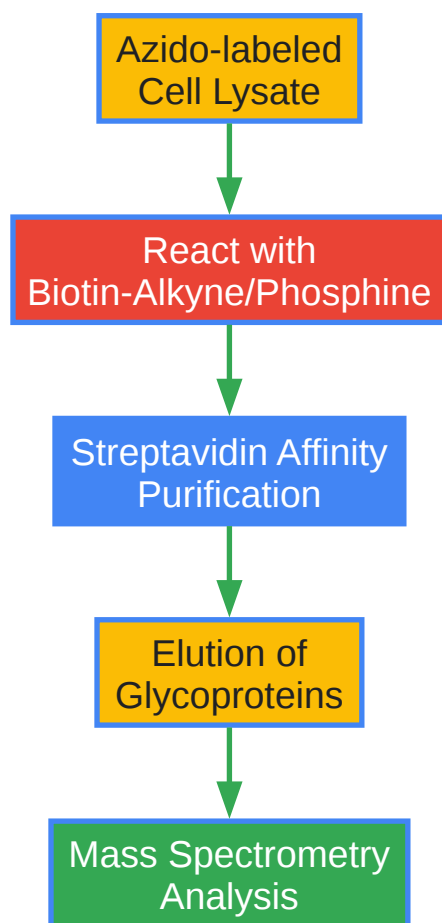 Azido-labeled
Cell Lysate
React with
Biotin-Alkyne/Phosphine
Streptavidin Affinity
Purification
Elution of
Glycoproteins
Mass Spectrometry
Analysis